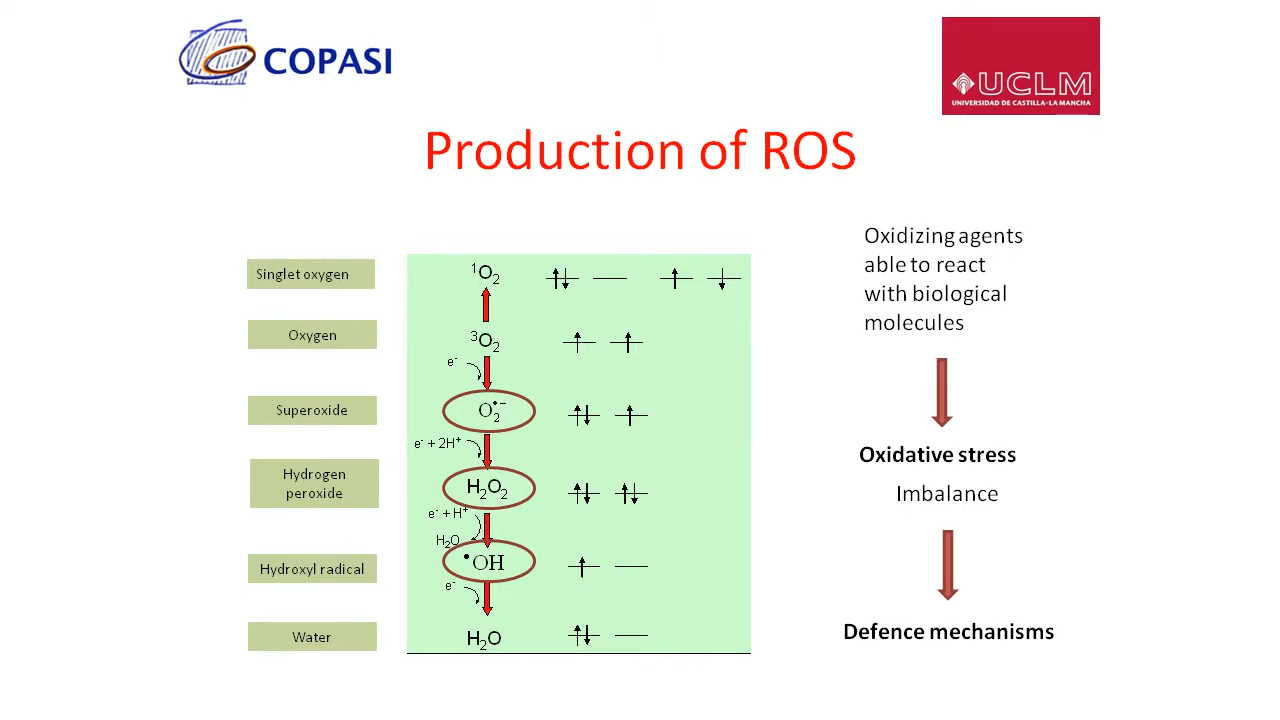 COPASI
UCLM
UNIVERSIDAD DE CASTILLA-LA MANCHA
Production of ROS
Singlet oxygen
Oxygen
Superoxide
Hydrogen
peroxide
Hydroxyl radical
Water
¹O₂
³O₂
e⁻
O₂•⁻
e⁻ + 2H⁺
H₂O₂
e⁻ + H⁺
H₂O
•OH
e⁻
H₂O
Oxidizing agents
able to react
with biological
molecules
Oxidative stress
Imbalance
Defence mechanisms